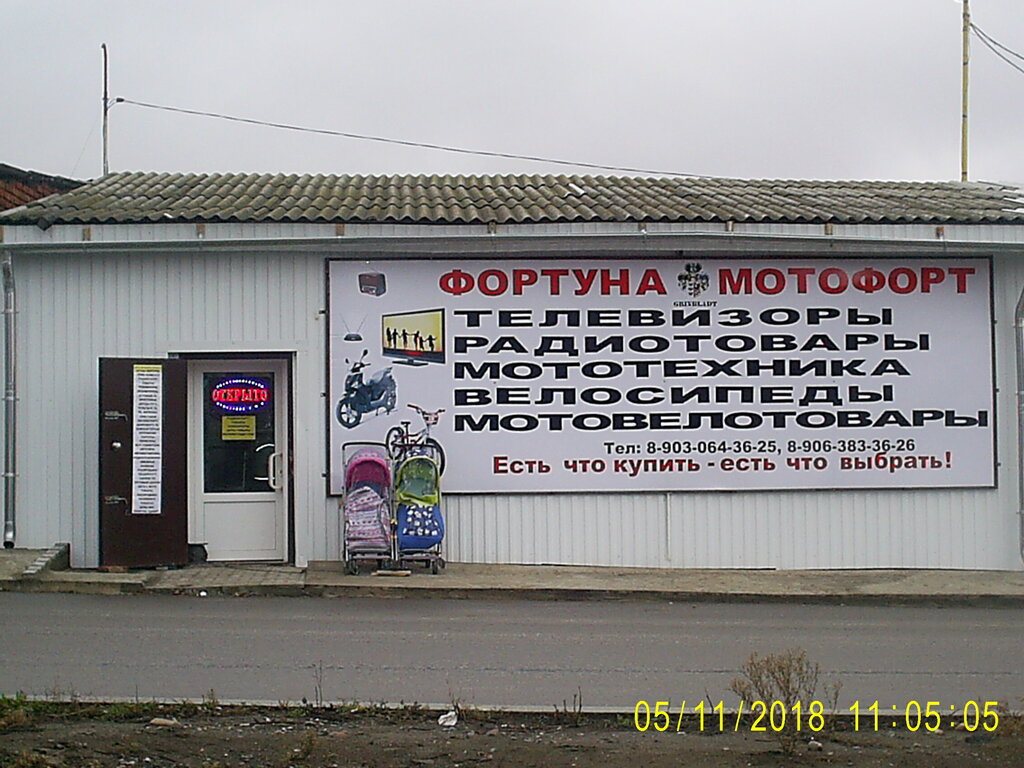 ФОРТУНА МОТОФОРТ
ТЕЛЕВИЗОРЫ
РАДИОТОВАРЫ
МОТОТЕХНИКА
ВЕЛОСИПЕДЫ
МОТОВЕЛОТОВАРЫ
Тел: 8-903-064-36-25, 8-906-383-36-26
Есть что купить - есть что выбрать!
ОТКРЫТО
05/11/2018 11:05:05